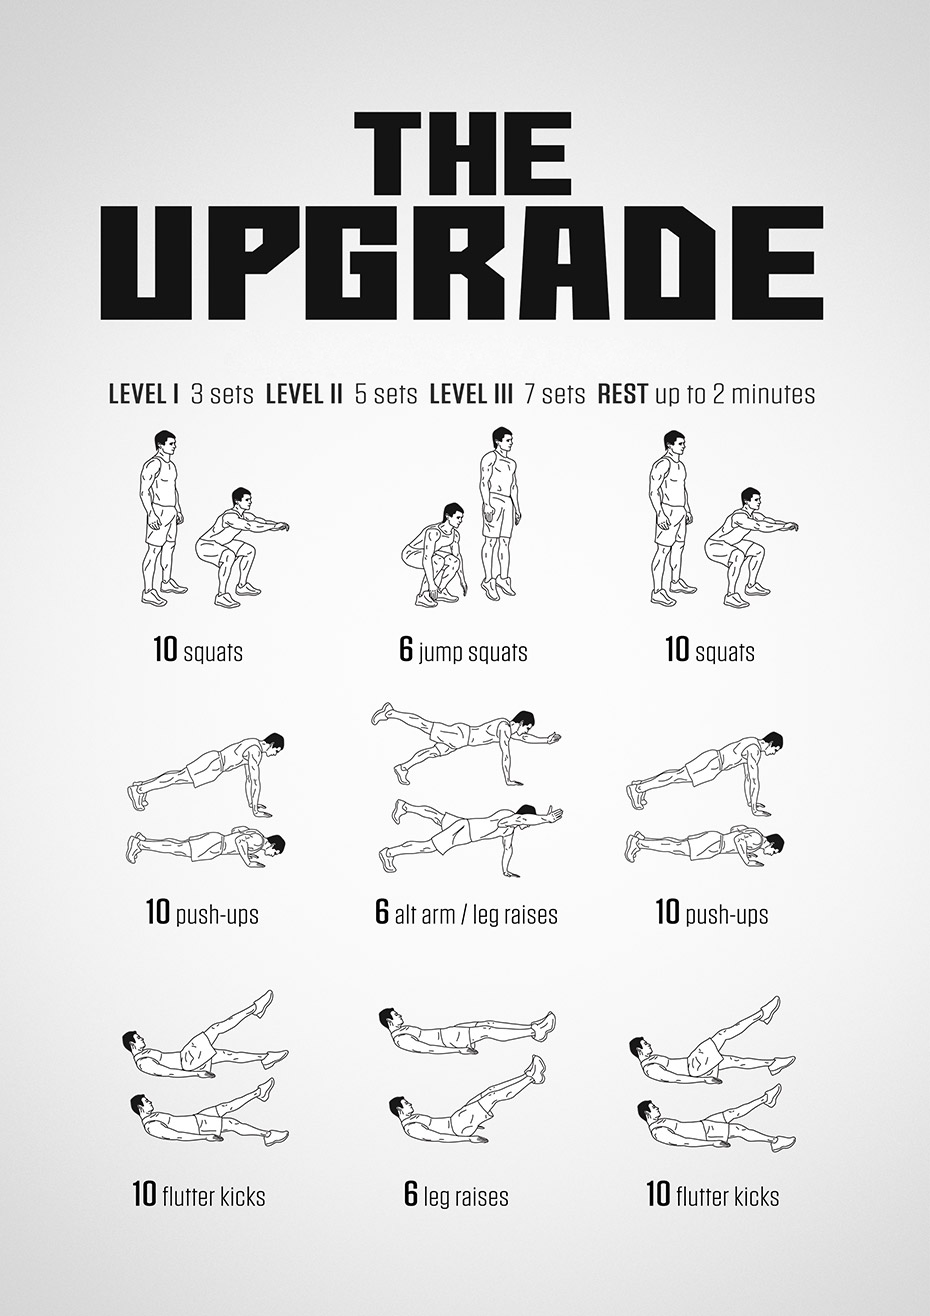 THE
UPGRADE
LEVEL I 3 sets LEVEL II 5 sets LEVEL III 7 sets REST up to 2 minutes
10 squats
6 jump squats
10 squats
10 push-ups
6 alt arm / leg raises
10 push-ups
10 flutter kicks
6 leg raises
10 flutter kicks